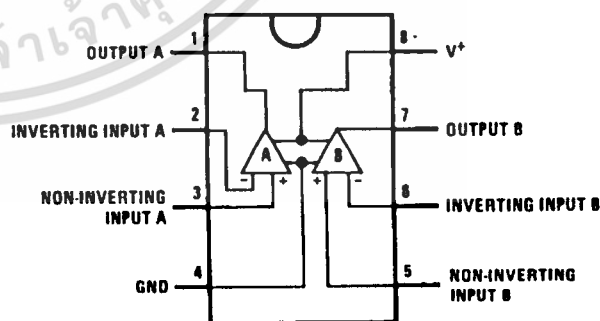 1
OUTPUT A
8
V+
2
INVERTING INPUT A
7
OUTPUT B
A
B
-
+
+
-
3
NON-INVERTING
INPUT A
6
INVERTING INPUT B
4
GND
5
NON-INVERTING
INPUT B